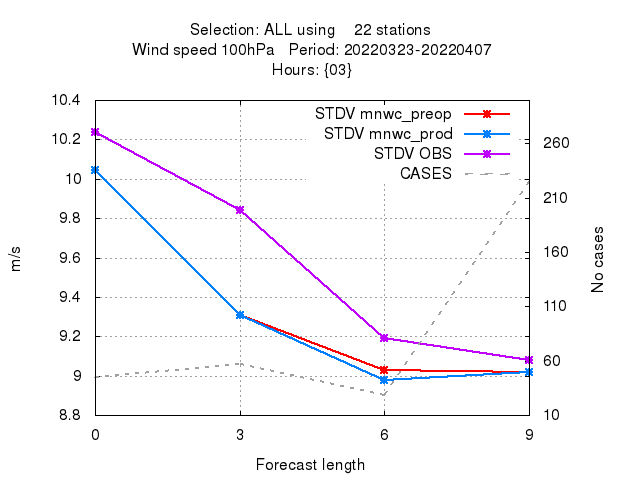 Selection: ALL using 22 stations
Wind speed 100hPa Period: 20220323-20220407
Hours: {03}
10.4
10.2
10
9.8
9.6
9.4
9.2
9
8.8
m/s
STDV mnwc_preop
STDV mnwc_prod
STDV OBS
CASES
260
210
160
110
60
10
No cases
0 3 6 9
Forecast length